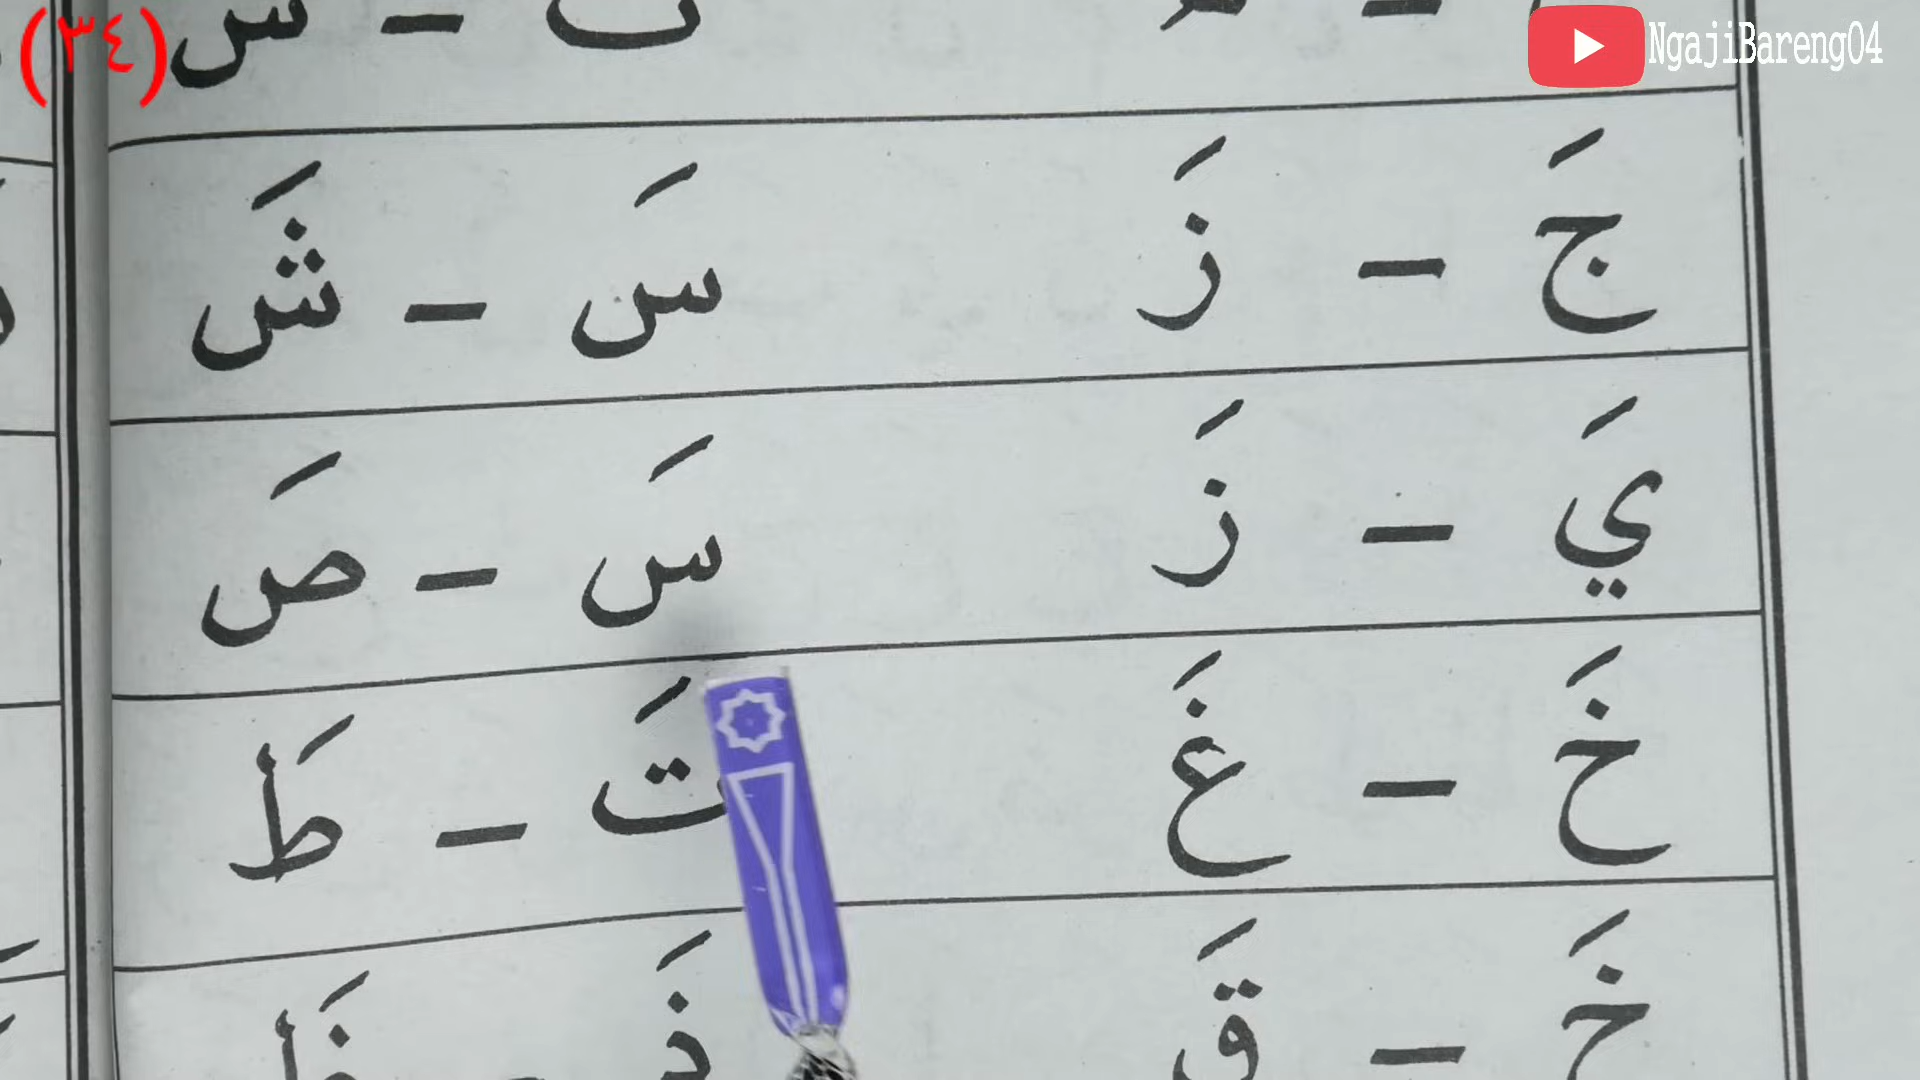 (٣٤)
NgajiBareng04
جَ – زَ سَ – شَ
يَ – زَ سَ – صَ
خَ – غَ تَ – طَ
خَ – قَ ذَ – ظَ